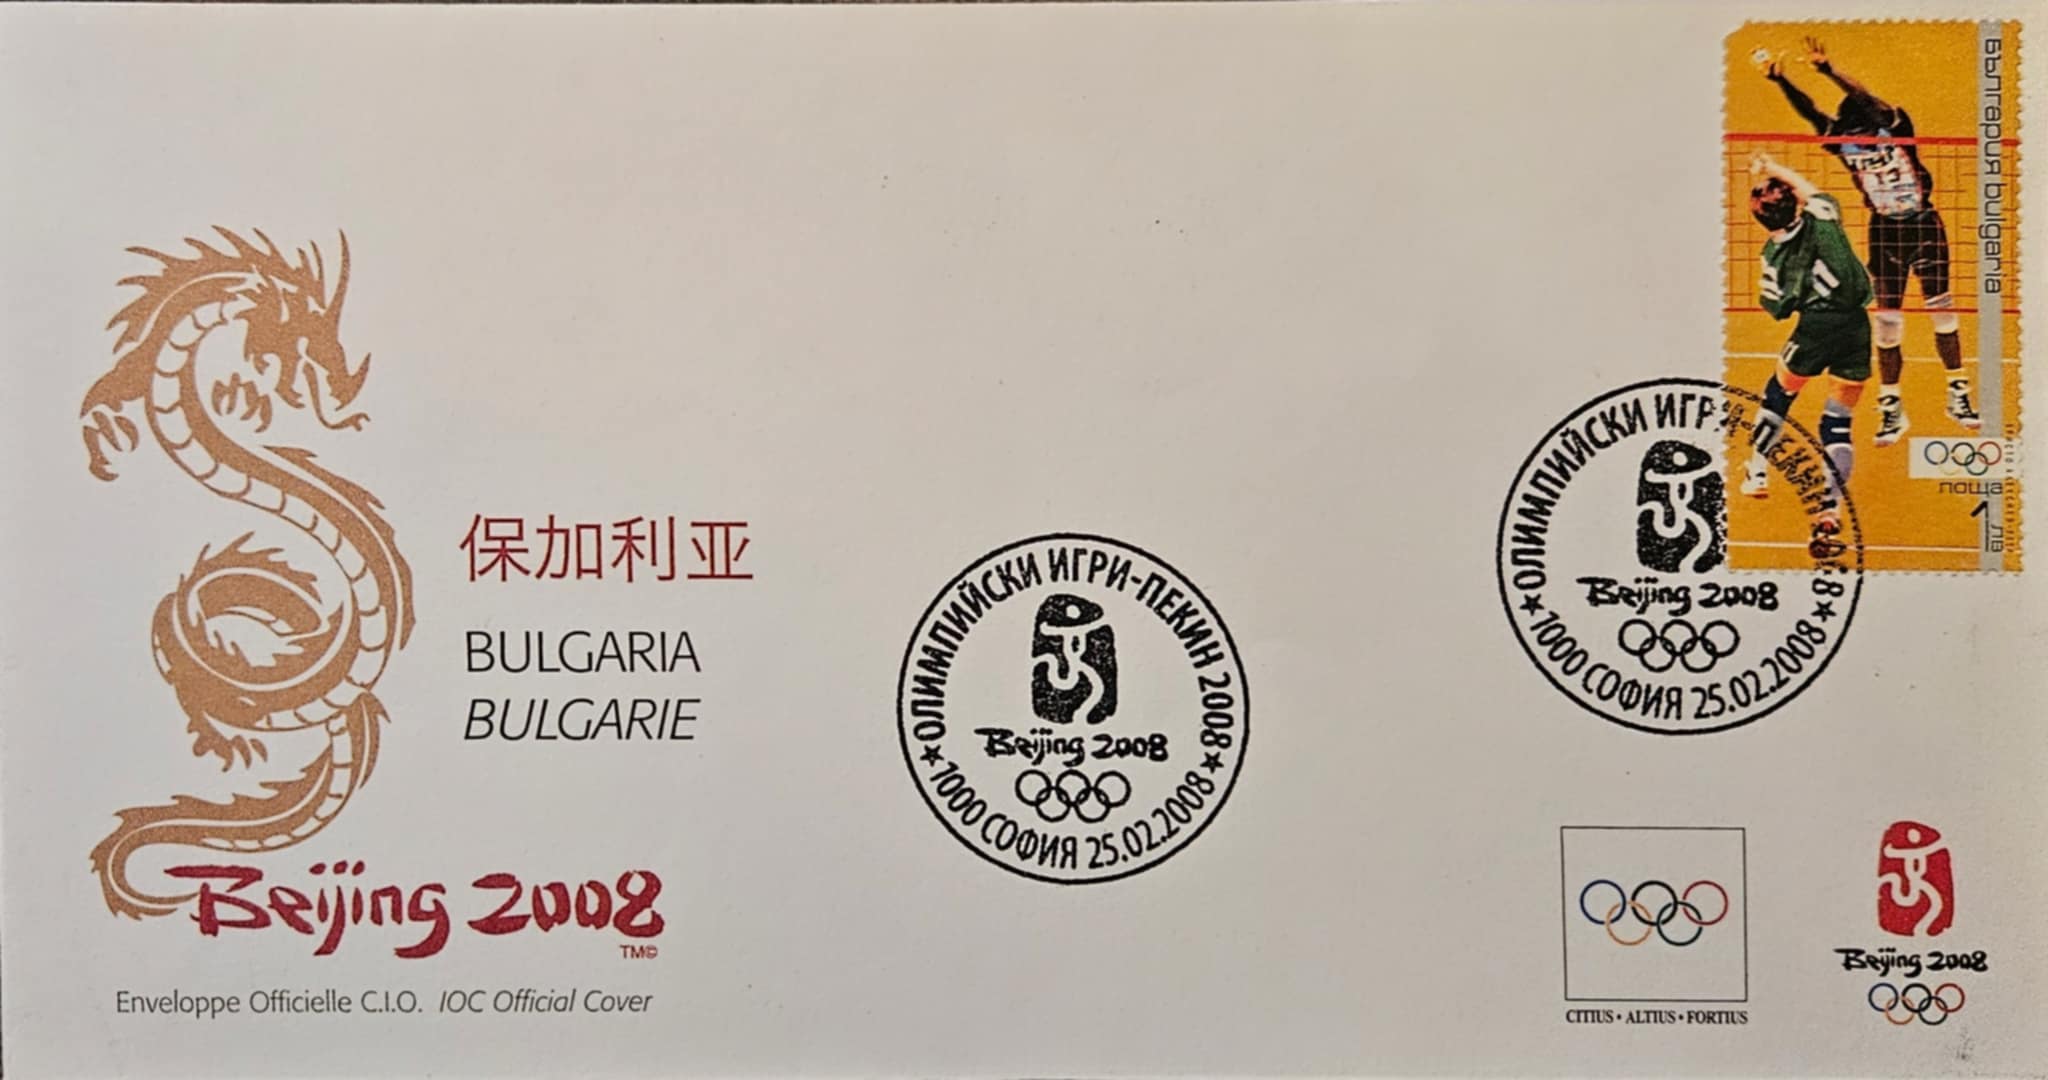 българия bulgaria
поща
1 лв
ОЛИМПИЙСКИ ИГРИ-ПЕКИН 2008
Beijing 2008
1000 СОФИЯ 25.02.2008
保加利亚
BULGARIA
BULGARIE
ОЛИМПИЙСКИ ИГРИ-ПЕКИН 2008
Beijing 2008
1000 СОФИЯ 25.02.2008
Beijing 2008
TM©
Enveloppe Officielle C.I.O. IOC Official Cover
CITIUS • ALTIUS • FORTIUS
Beijing 2008